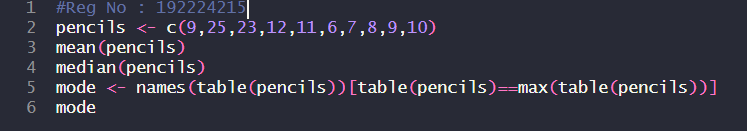 1 #Reg No : 192224215
2 pencils <- c(9,25,23,12,11,6,7,8,9,10)
3 mean(pencils)
4 median(pencils)
5 mode <- names(table(pencils))[table(pencils)==max(table(pencils))]
6 mode